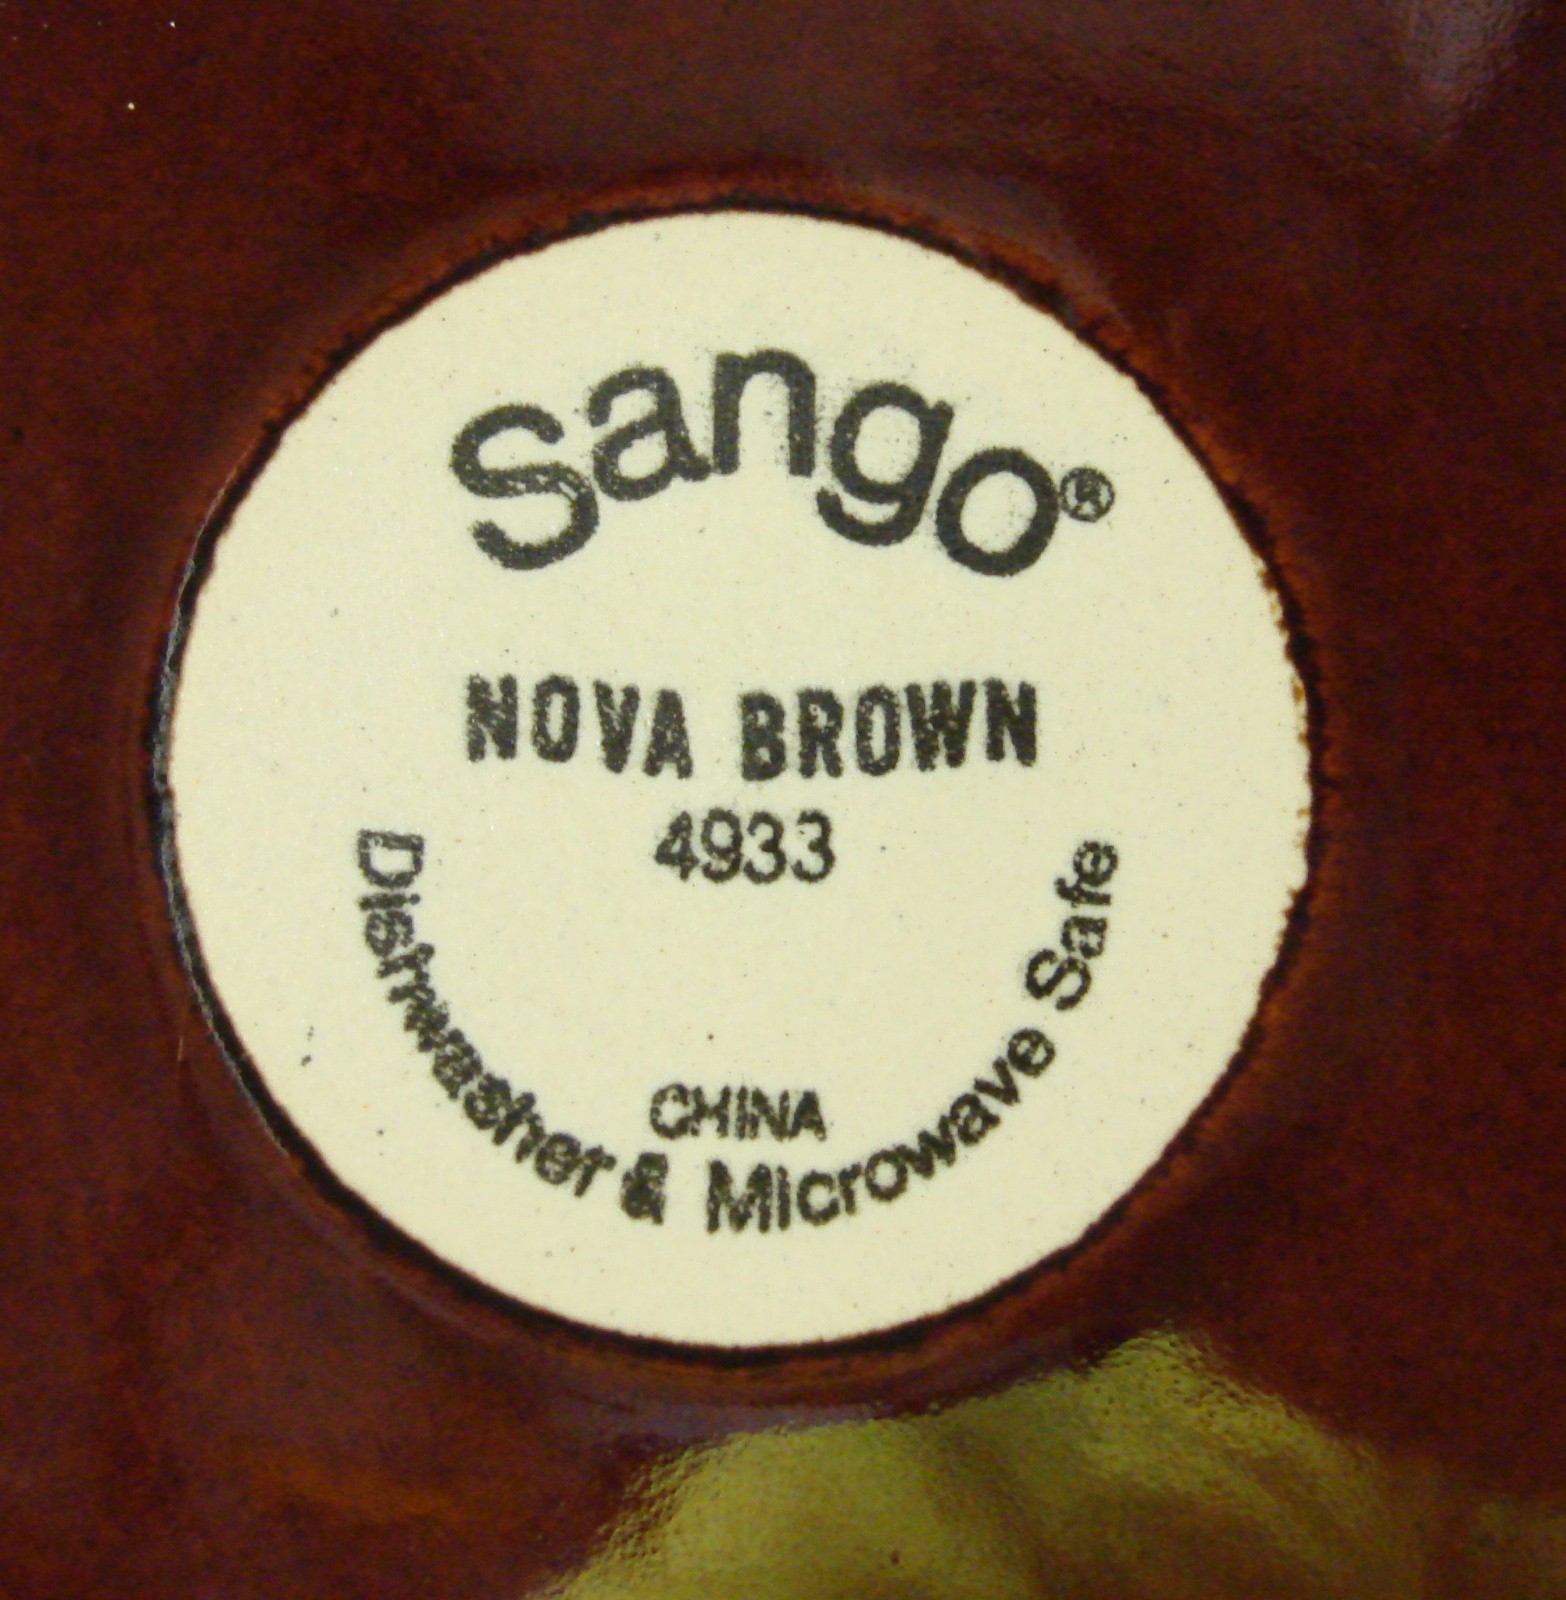 Sango®
NOVA BROWN
4933
CHINA
Dishwasher & Microwave Safe